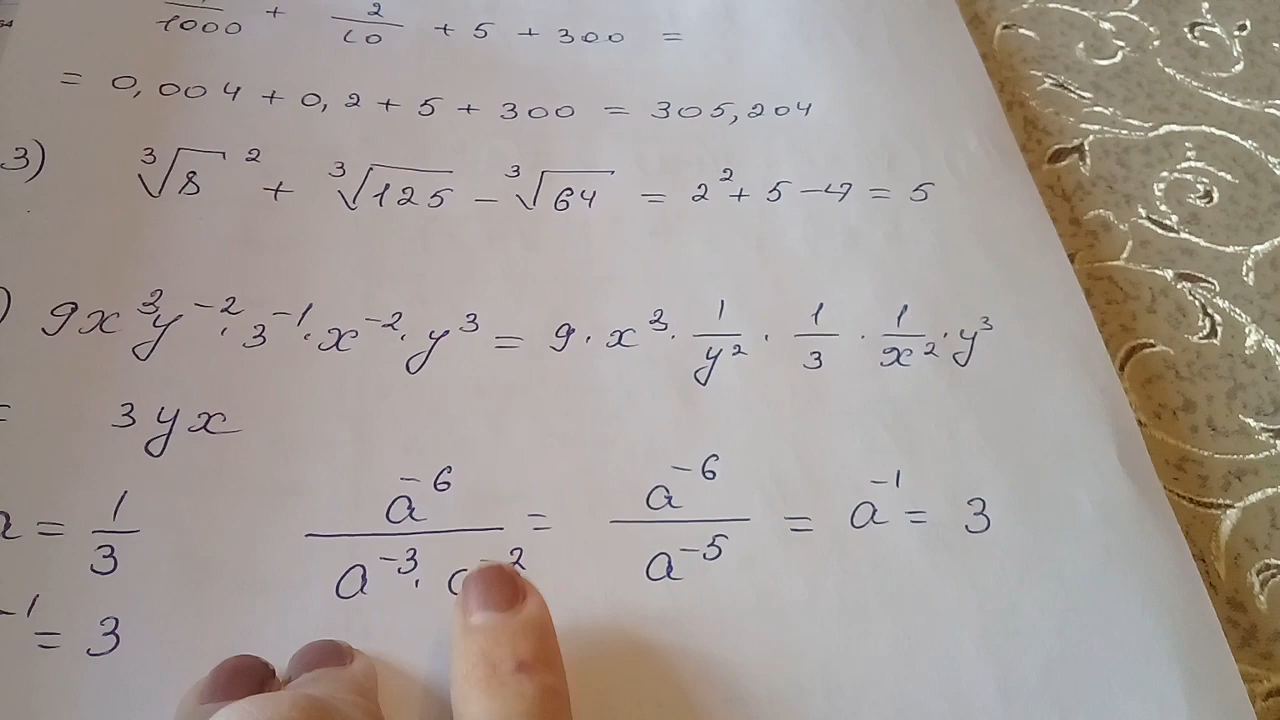 1000 + 2/10 + 5 + 300 =
= 0,004 + 0,2 + 5 + 300 = 305,204
3) ∛8² + ∛125 − ∛64 = 2² + 5 − 4 = 5
) 9x³y⁻² · 3⁻¹ · x⁻² · y³ = 9 · x³ · 1/y² · 1/3 · 1/x² · y³
= 3yx
a = 1/3 a⁻⁶/(a⁻³ · a⁻²) = a⁻⁶/a⁻⁵ = a⁻¹ = 3
⁻¹ = 3